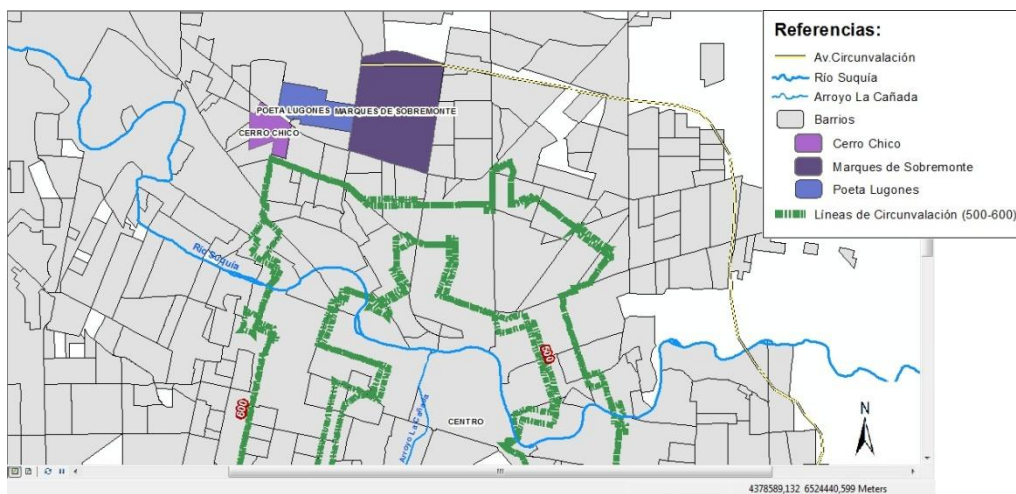 Referencias:
Av.Circunvalación
Río Suquía
Arroyo La Cañada
Barrios
Cerro Chico
Marques de Sobremonte
Poeta Lugones
Líneas de Circunvalación (500-600)
POETA LUGONES
MARQUES DE SOBREMONTE
CERRO CHICO
Río Suquía
500
600
Arroyo La Cañada
CENTRO
N
4378589,132 6524440,599 Meters